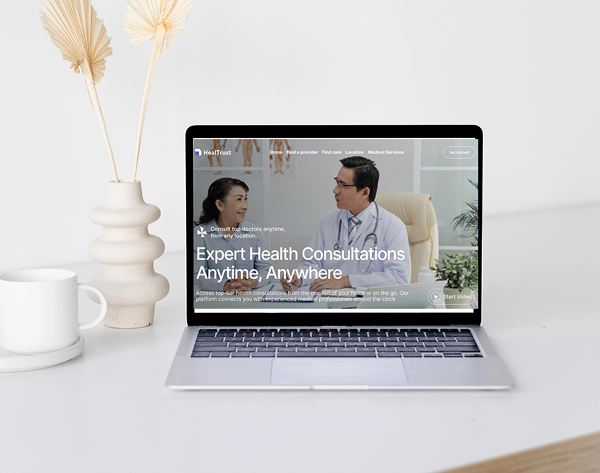 HealTrust
Home Find a provider Find care Location Medical Services
Get Started
Consult top doctors anytime,
from any location.
Expert Health Consultations
Anytime, Anywhere
Access top-tier health consultations from the comfort of your home or on the go. Our
platform connects you with experienced medical professionals around the clock
Start Video